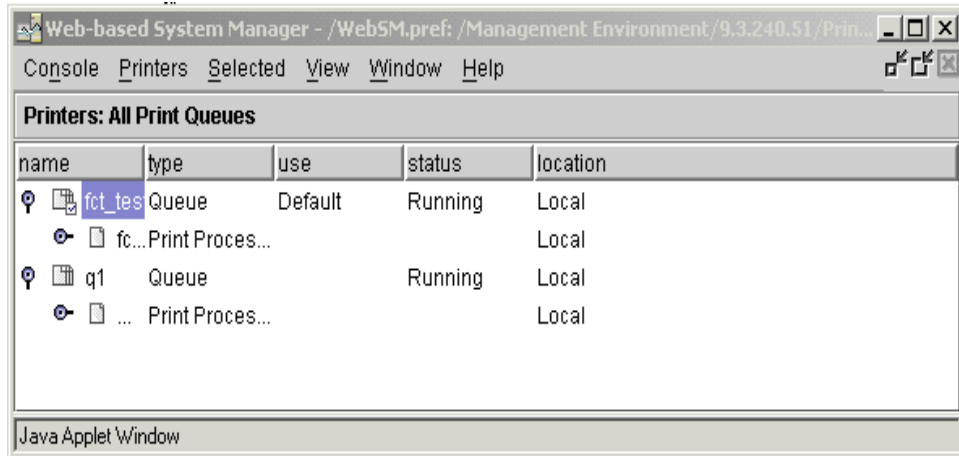 Web-based System Manager - /WebSM.pref: /Management Environment/9.3.240.51/Prin...
Console Printers Selected View Window Help
Printers: All Print Queues
name type use status location
fct_tes Queue Default Running Local
fc... Print Proces... Local
q1 Queue Running Local
... Print Proces... Local
Java Applet Window